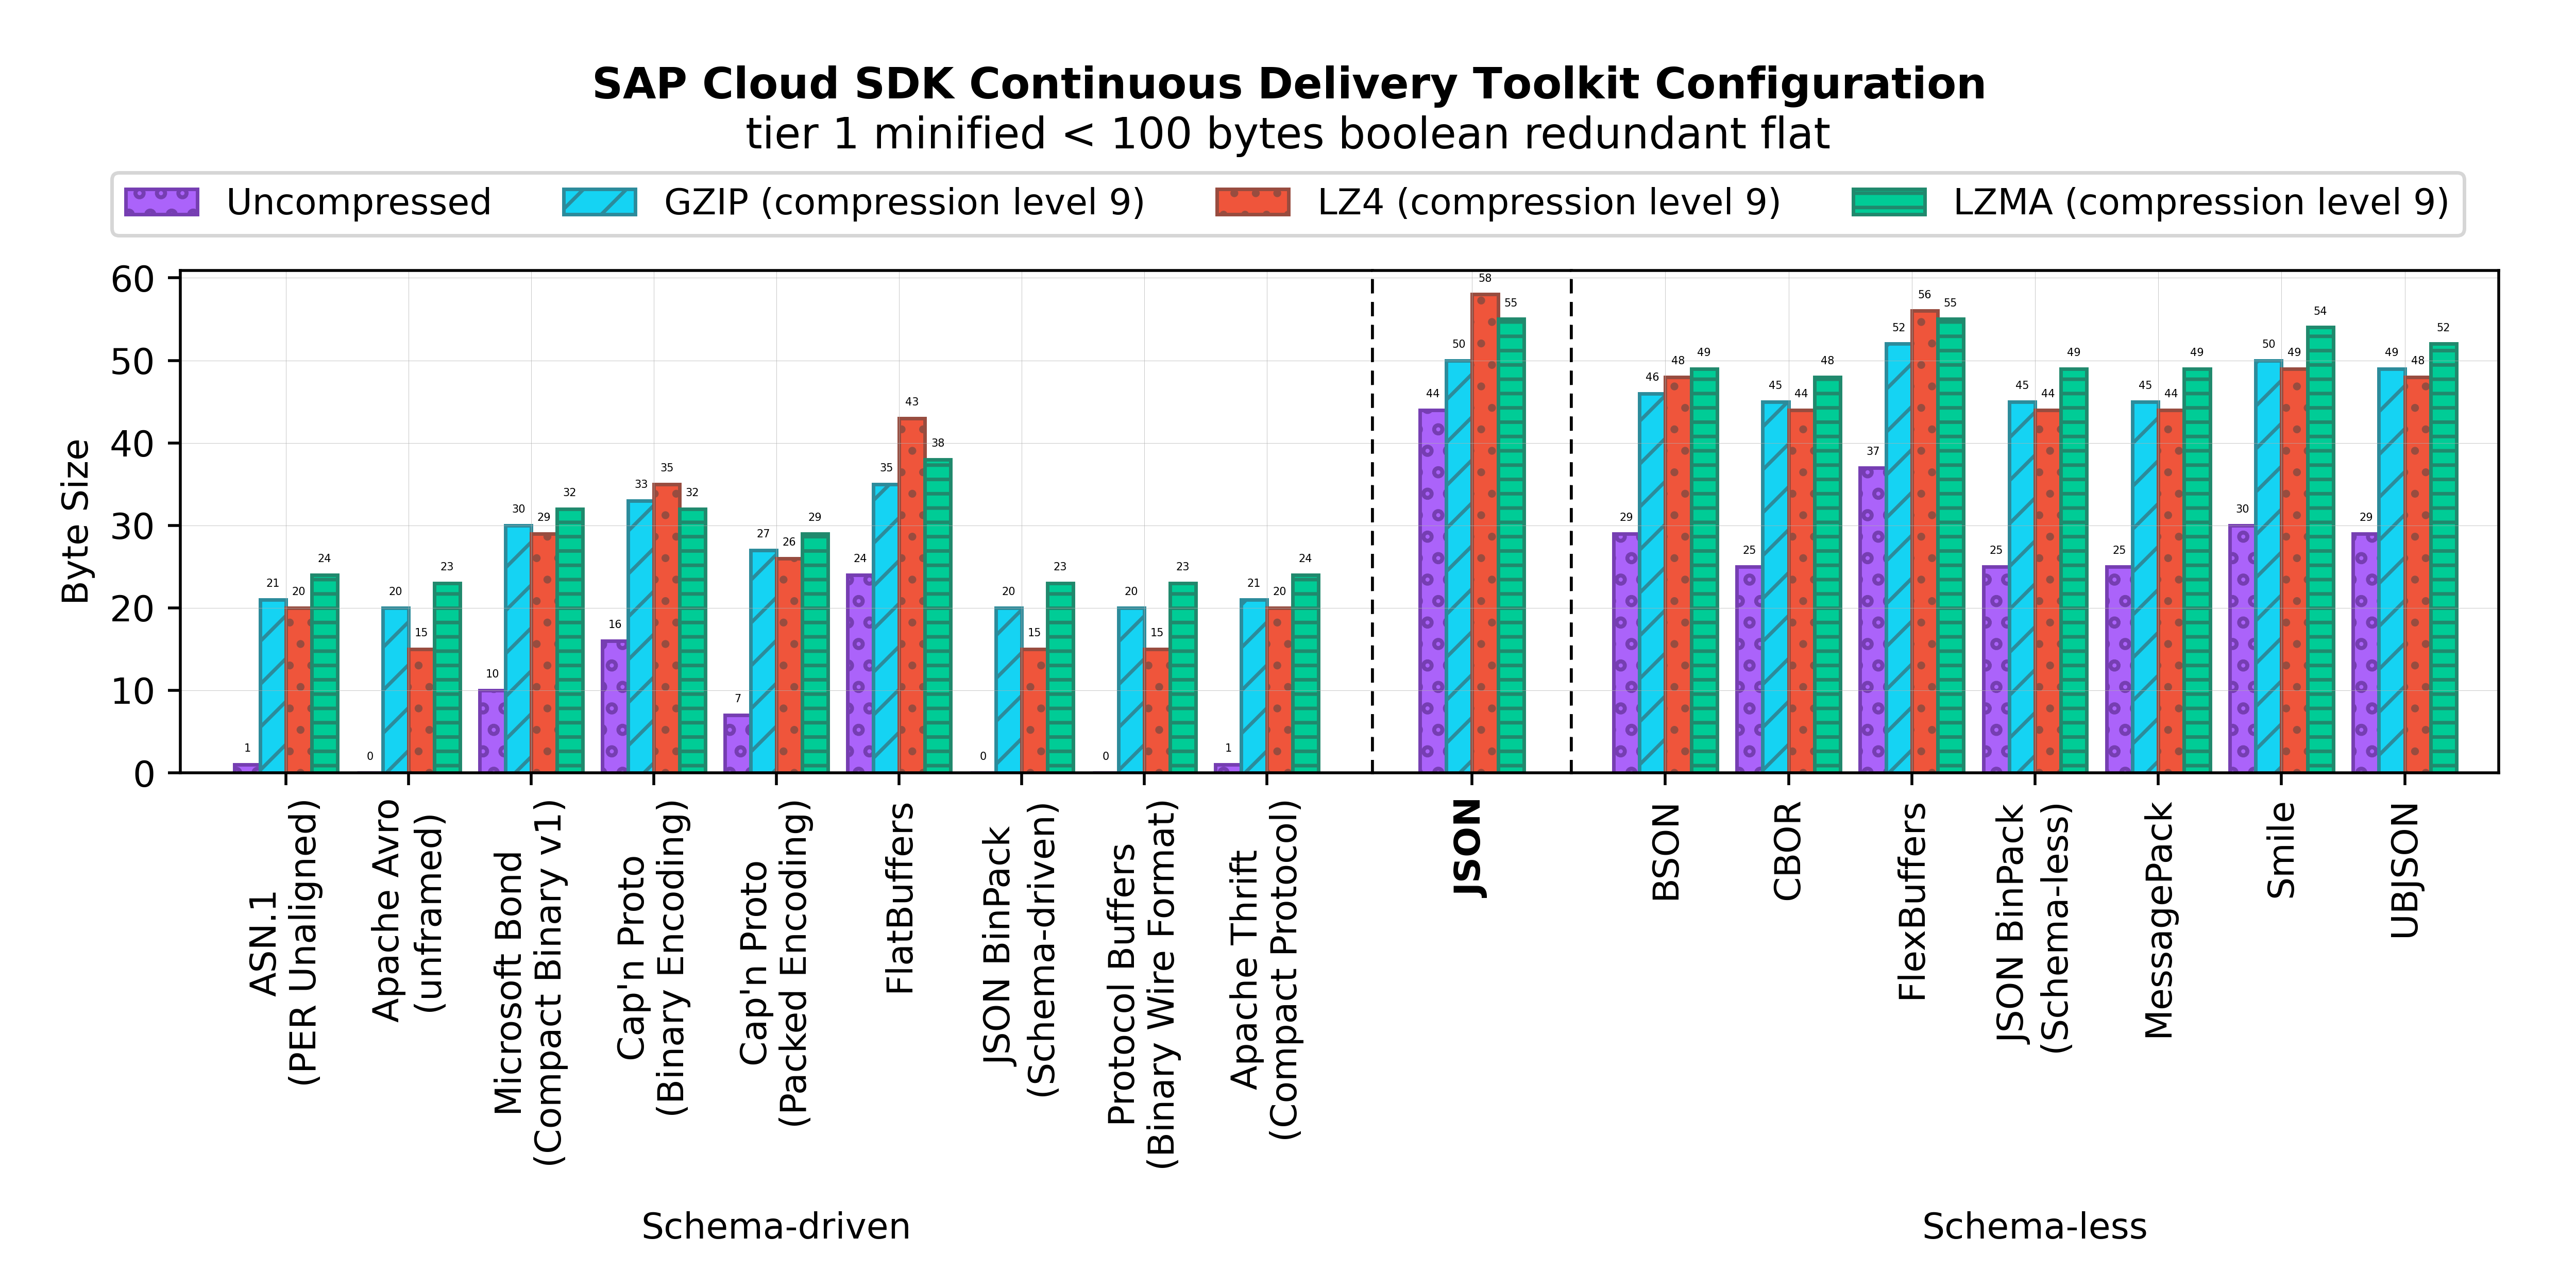 SAP Cloud SDK Continuous Delivery Toolkit Configuration
tier 1 minified < 100 bytes boolean redundant flat
Uncompressed
GZIP (compression level 9)
LZ4 (compression level 9)
LZMA (compression level 9)
Byte Size
60
50
40
30
20
10
0
1
21
20
24
0
20
15
23
10
30
29
32
16
33
35
32
7
27
26
29
24
35
43
38
0
20
15
23
0
20
15
23
1
21
20
24
44
50
58
55
29
46
48
49
25
45
44
48
37
52
56
55
25
45
44
49
25
45
44
49
30
50
49
54
29
49
48
52
ASN.1
(PER Unaligned)
Apache Avro
(unframed)
Microsoft Bond
(Compact Binary v1)
Cap'n Proto
(Binary Encoding)
Cap'n Proto
(Packed Encoding)
FlatBuffers
JSON BinPack
(Schema-driven)
Protocol Buffers
(Binary Wire Format)
Apache Thrift
(Compact Protocol)
JSON
BSON
CBOR
FlexBuffers
JSON BinPack
(Schema-less)
MessagePack
Smile
UBJSON
Schema-driven
Schema-less